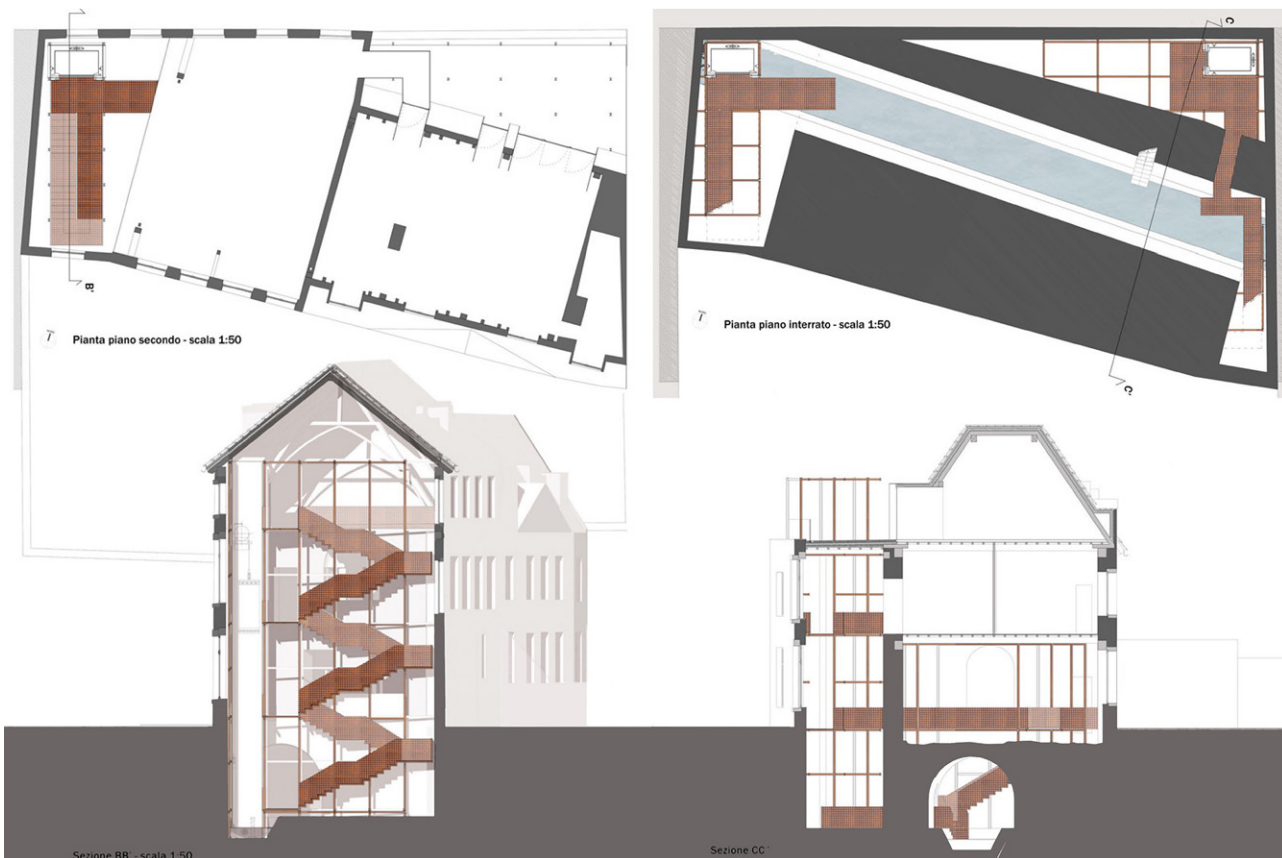 C
B'
Pianta piano secondo - scala 1:50
Pianta piano interrato - scala 1:50
C'
Sezione BB' - scala 1:50
Sezione CC'